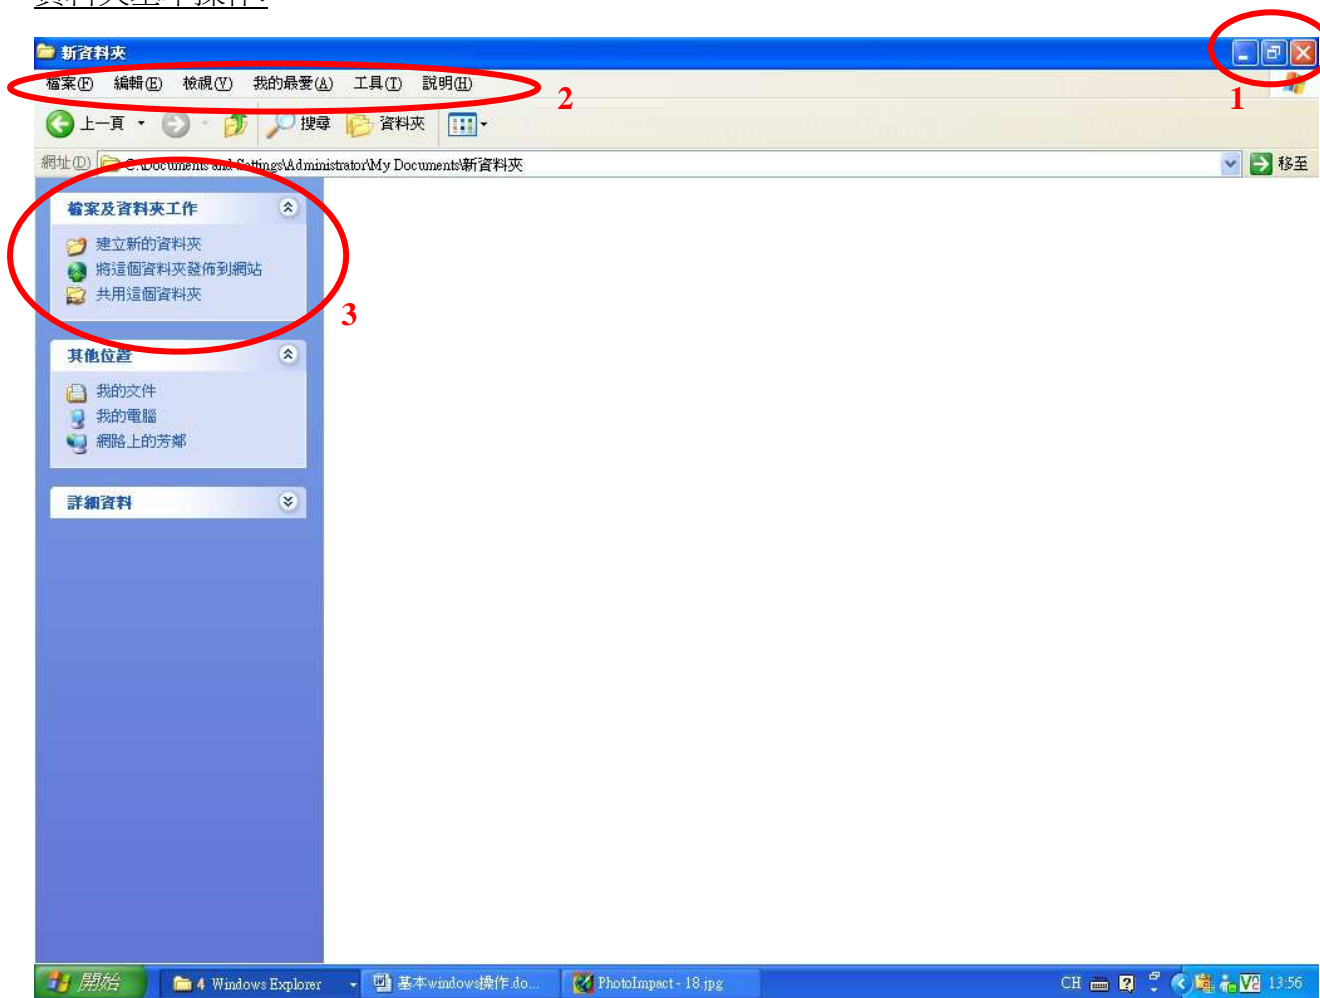 資料夾基本操作:
新資料夾
檔案(F) 編輯(E) 檢視(V) 我的最愛(A) 工具(T) 說明(H)
1
2
上一頁 搜尋 資料夾
網址(D) C:\Documents and Settings\Administrator\My Documents\新資料夾 移至
檔案及資料夾工作
建立新的資料夾
將這個資料夾發佈到網站
共用這個資料夾
3
其他位置
我的文件
我的電腦
網路上的芳鄰
詳細資料
開始 4 Windows Explorer 基本windows操作.do... PhotoImpact - 18.jpg CH 13:56